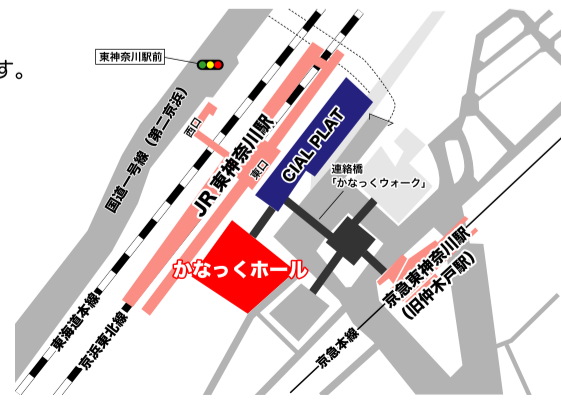 す。
東神奈川駅前
国道一号線（第二京浜）
西口
JR 東神奈川駅
東口
CIAL PLAT
連絡橋
「かなっくウォーク」
かなっくホール
京急東神奈川駅
(旧仲木戸駅)
東海道本線
京浜東北線
京急本線